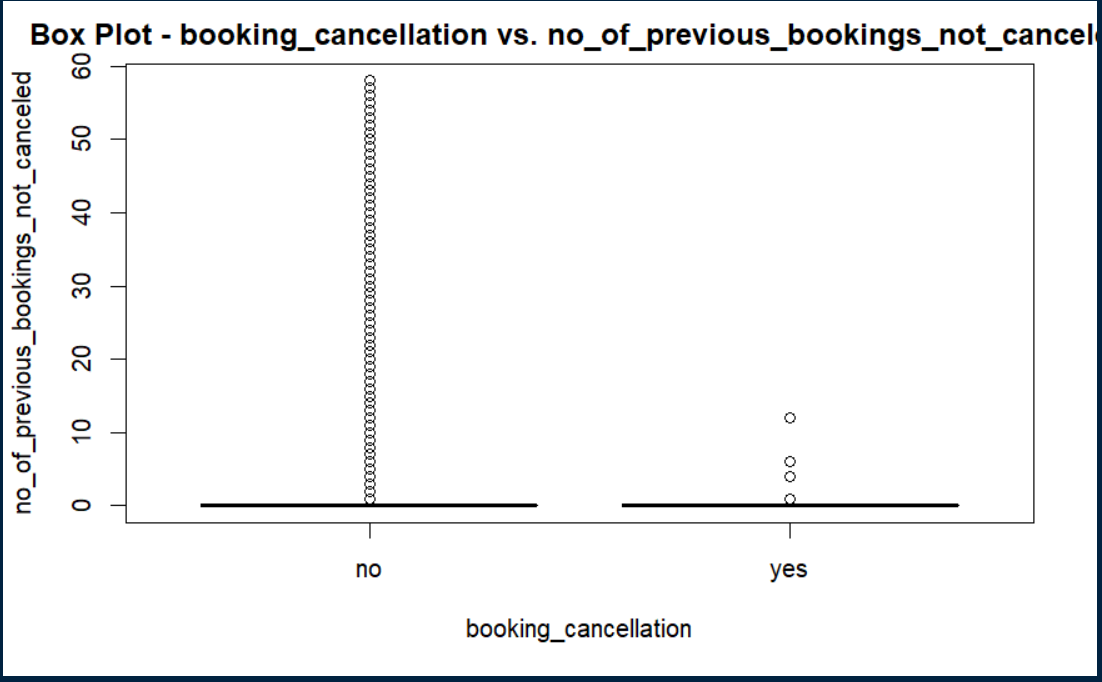 Box Plot - booking_cancellation vs. no_of_previous_bookings_not_cancele
no_of_previous_bookings_not_canceled
60
50
40
30
20
10
0
no yes
booking_cancellation